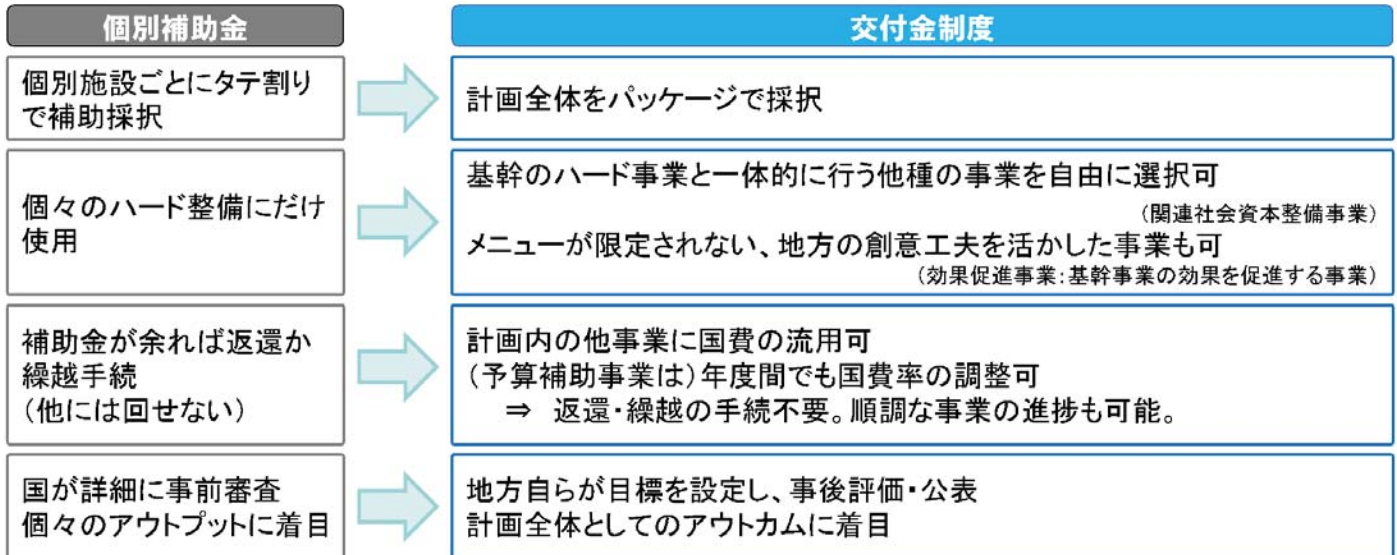 個別補助金
交付金制度
個別施設ごとにタテ割り
で補助採択
計画全体をパッケージで採択
個々のハード整備にだけ
使用
基幹のハード事業と一体的に行う他種の事業を自由に選択可
（関連社会資本整備事業）
メニューが限定されない、地方の創意工夫を活かした事業も可
（効果促進事業：基幹事業の効果を促進する事業）
補助金が余れば返還か
繰越手続
（他には回せない）
計画内の他事業に国費の流用可
（予算補助事業は）年度間でも国費率の調整可
⇒ 返還・繰越の手続不要。順調な事業の進捗も可能。
国が詳細に事前審査
個々のアウトプットに着目
地方自らが目標を設定し、事後評価・公表
計画全体としてのアウトカムに着目